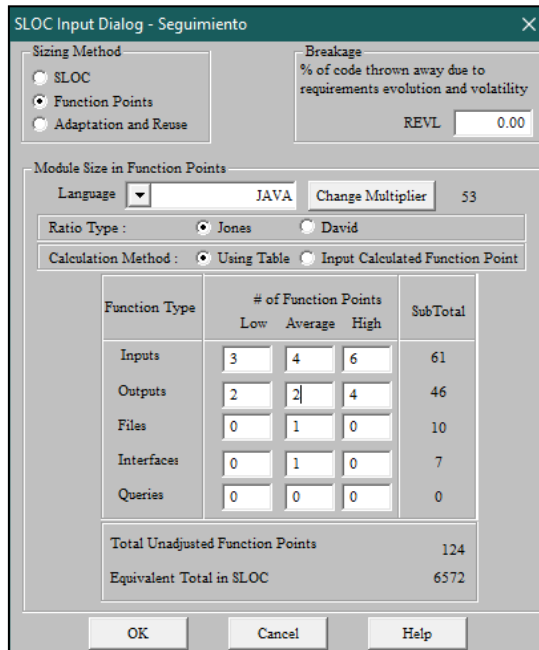 SLOC Input Dialog - Seguimiento
Sizing Method
SLOC
Function Points
Adaptation and Reuse
Breakage
% of code thrown away due to
requirements evolution and volatility
REVL 0.00
Module Size in Function Points
Language JAVA Change Multiplier 53
Ratio Type : Jones David
Calculation Method : Using Table Input Calculated Function Point
Function Type # of Function Points SubTotal
Low Average High
Inputs 3 4 6 61
Outputs 2 2 4 46
Files 0 1 0 10
Interfaces 0 1 0 7
Queries 0 0 0 0
Total Unadjusted Function Points 124
Equivalent Total in SLOC 6572
OK Cancel Help